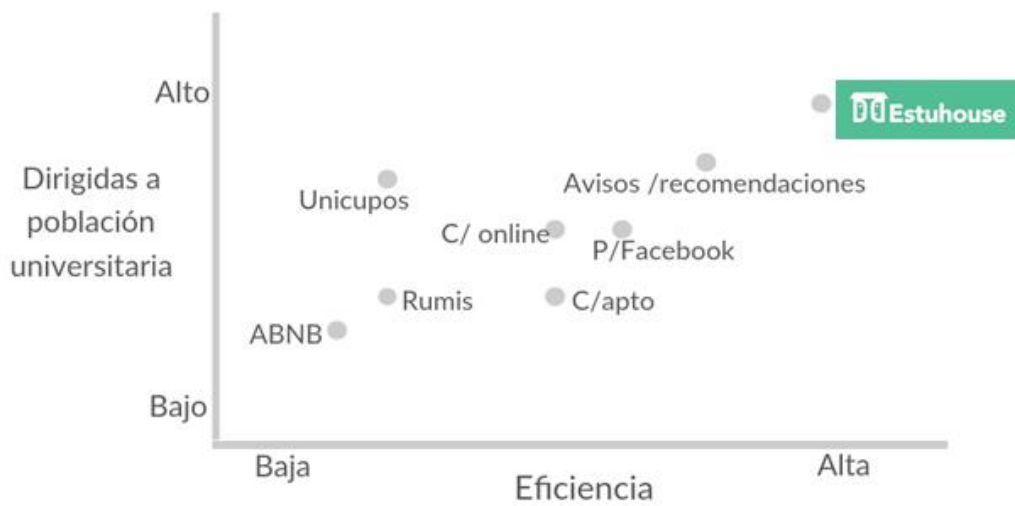 Alto
Estuhouse
Dirigidas a
población
universitaria
Unicupos
Avisos /recomendaciones
C/ online
P/Facebook
Rumis
C/apto
ABNB
Bajo
Baja
Alta
Eficiencia